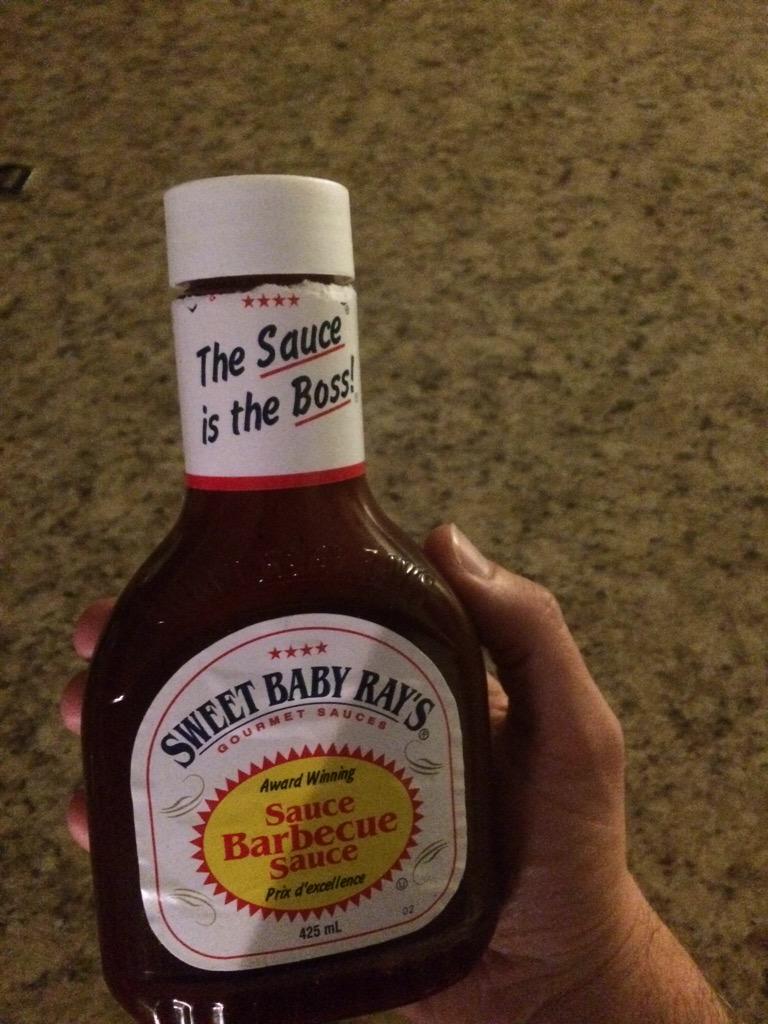 The Sauce
is the Boss!
SWEET BABY RAY'S®
GOURMET SAUCES
Award Winning
Sauce
Barbecue
Sauce
Prix d'excellence
U
02
425 mL